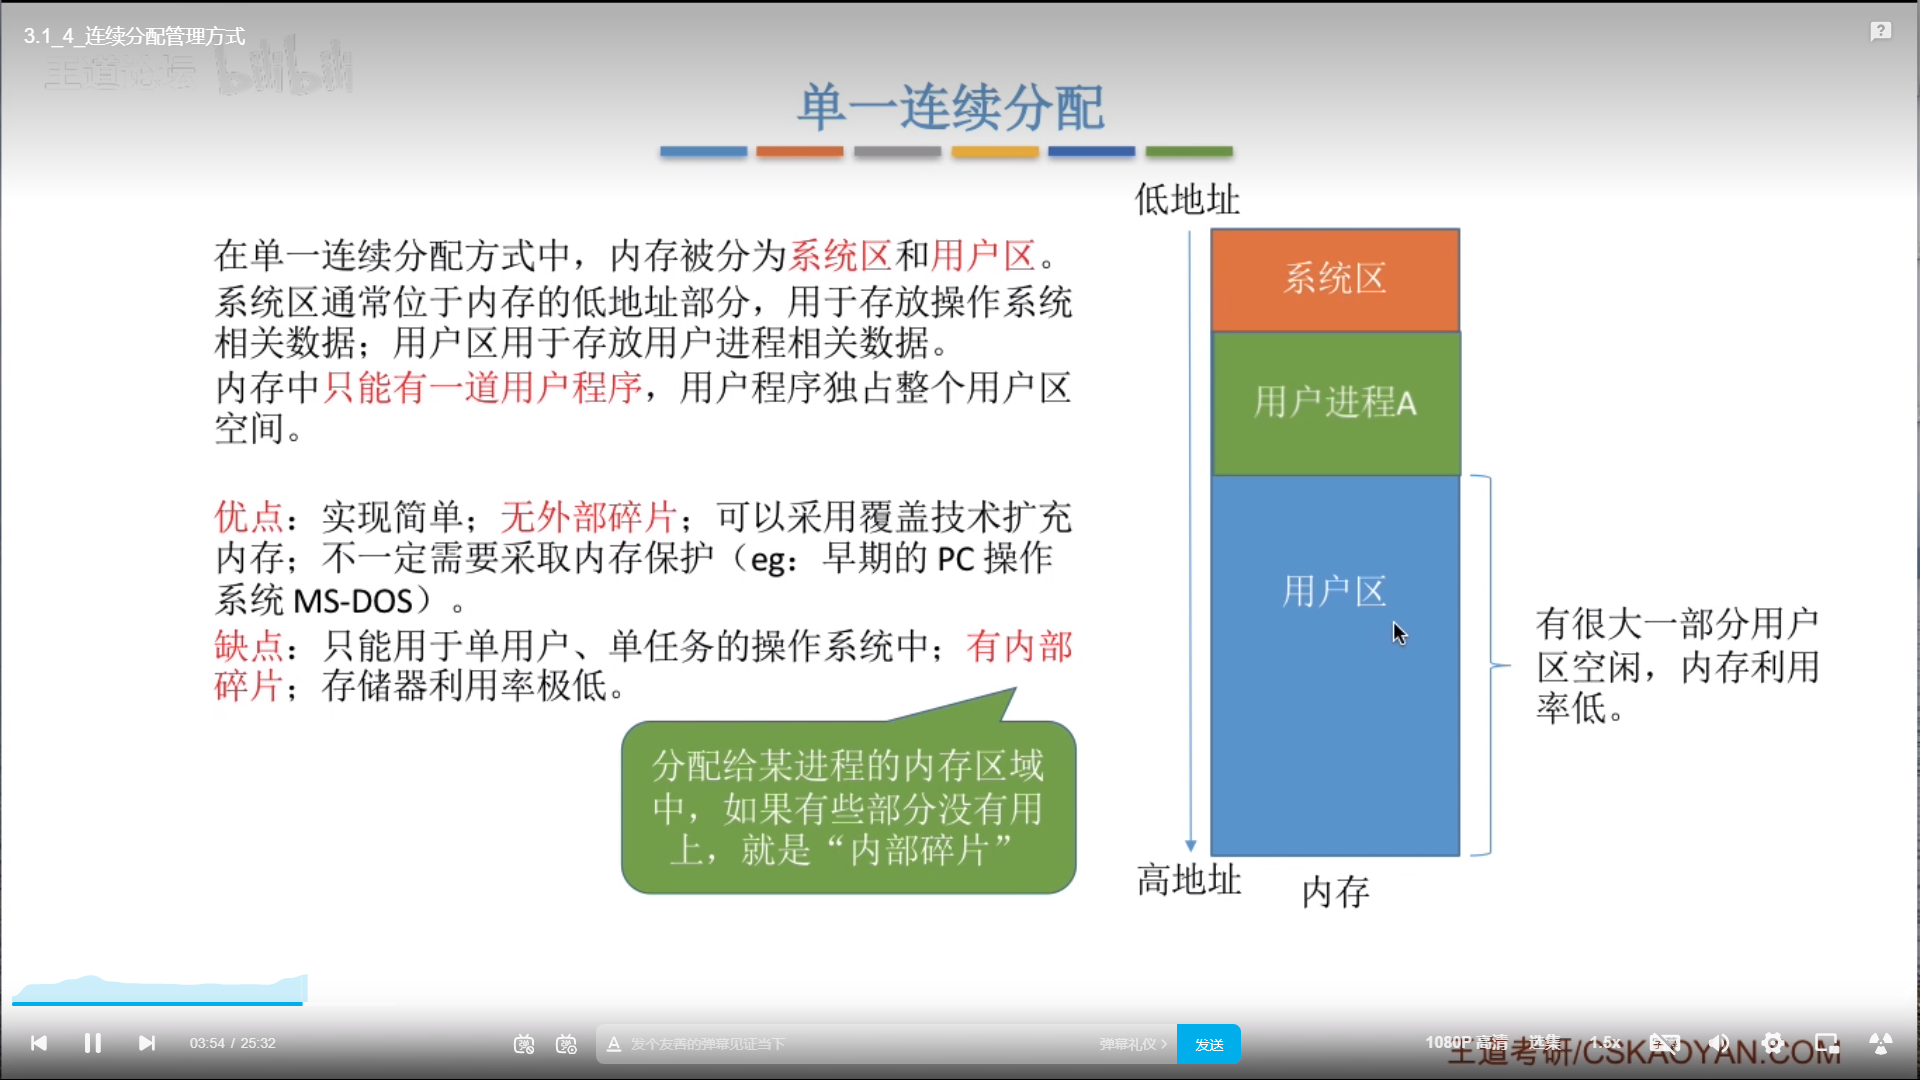 3.1_4_连续分配管理方式
王道论坛 bilibili
单一连续分配
在单一连续分配方式中，内存被分为系统区和用户区。
系统区通常位于内存的低地址部分，用于存放操作系统
相关数据；用户区用于存放用户进程相关数据。
内存中只能有一道用户程序，用户程序独占整个用户区
空间。
优点：实现简单；无外部碎片；可以采用覆盖技术扩充
内存；不一定需要采取内存保护（eg：早期的 PC 操作
系统 MS-DOS）。
缺点：只能用于单用户、单任务的操作系统中；有内部
碎片；存储器利用率极低。
分配给某进程的内存区域
中，如果有些部分没有用
上，就是“内部碎片”
低地址
系统区
用户进程A
用户区
高地址
内存
有很大一部分用户
区空闲，内存利用
率低。
03:54 / 25:32
发个友善的弹幕见证当下
弹幕礼仪
发送
1080P 高清
选集
1.5x
王道考研/CSKAOYAN.COM